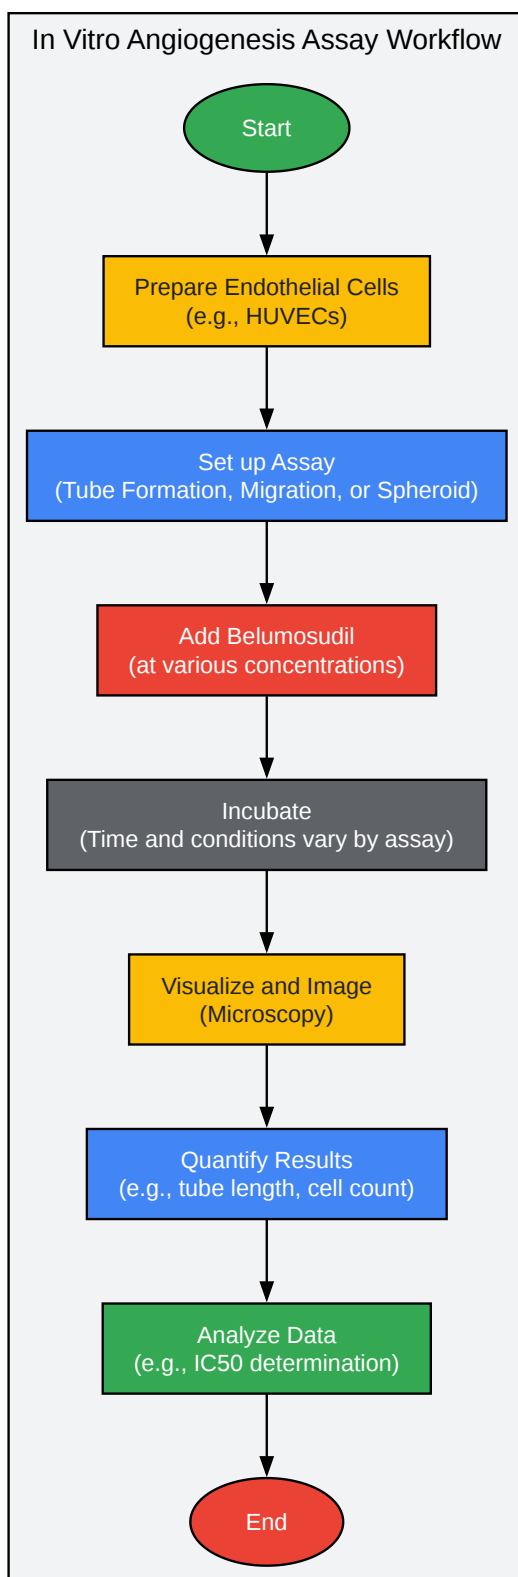 In Vitro Angiogenesis Assay Workflow
Start
Prepare Endothelial Cells
(e.g., HUVECs)
Set up Assay
(Tube Formation, Migration, or Spheroid)
Add Belumosudil
(at various concentrations)
Incubate
(Time and conditions vary by assay)
Visualize and Image
(Microscopy)
Quantify Results
(e.g., tube length, cell count)
Analyze Data
(e.g., IC50 determination)
End